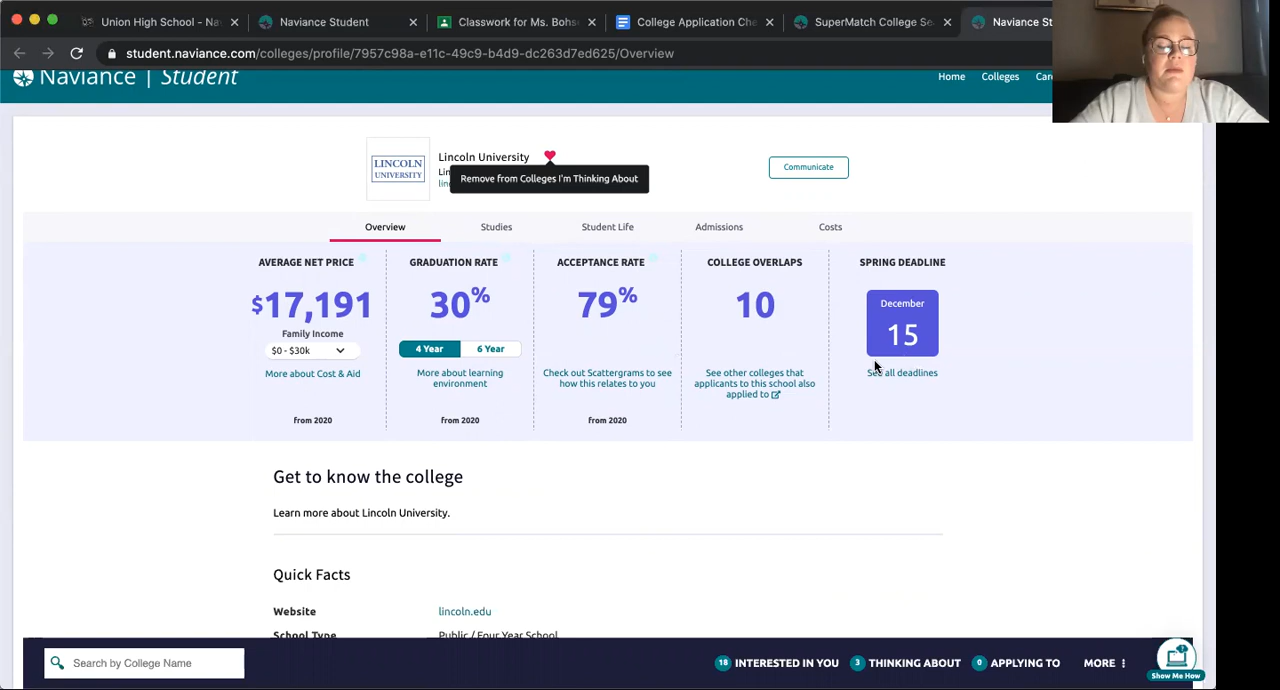 Union High School - Na
Naviance Student
Classwork for Ms. Bohs
College Application Che
SuperMatch College Se
Naviance St
student.naviance.com/colleges/profile/7957c98a-e11c-49c9-b4d9-dc263d7ed625/Overview
Naviance | Student
Home
Colleges
Car
LINCOLN
UNIVERSITY
Lincoln University
Lin
lin
Remove from Colleges I'm Thinking About
Communicate
Overview
Studies
Student Life
Admissions
Costs
AVERAGE NET PRICE
$17,191
Family Income
$0 - $30k
More about Cost & Aid
from 2020
GRADUATION RATE
30%
4 Year
6 Year
More about learning
environment
from 2020
ACCEPTANCE RATE
79%
Check out Scattergrams to see
how this relates to you
from 2020
COLLEGE OVERLAPS
10
See other colleges that
applicants to this school also
applied to
SPRING DEADLINE
December
15
See all deadlines
Get to know the college
Learn more about Lincoln University.
Quick Facts
Website
lincoln.edu
School Type
Public / Four Year School
Search by College Name
18 INTERESTED IN YOU
3 THINKING ABOUT
0 APPLYING TO
MORE
Show Me How